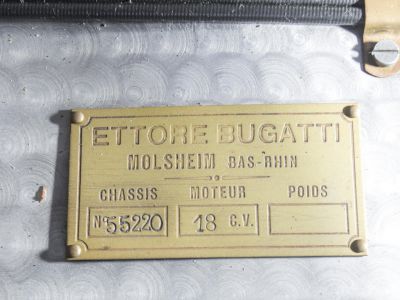 ETTORE BUGATTI
MOLSHEIM BAS-RHIN
CHASSIS MOTEUR POIDS
No 55220 18 C.V.